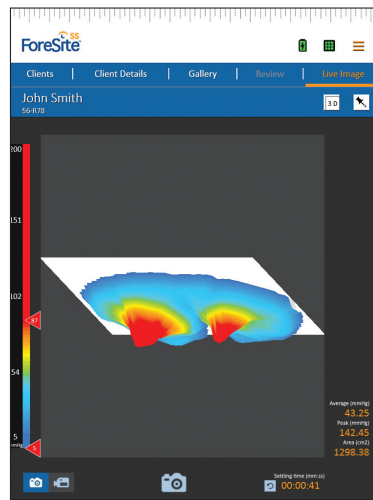 ForeSite SS
Clients | Client Details | Gallery | Review | Live Image
John Smith
56-R78
3 D
200
151
102
87
54
5
mmHg
5
Average (mmHg)
43.25
Peak (mmHg)
142.45
Area (cm2)
1298.38
Settling time (mm:ss)
00:00:41